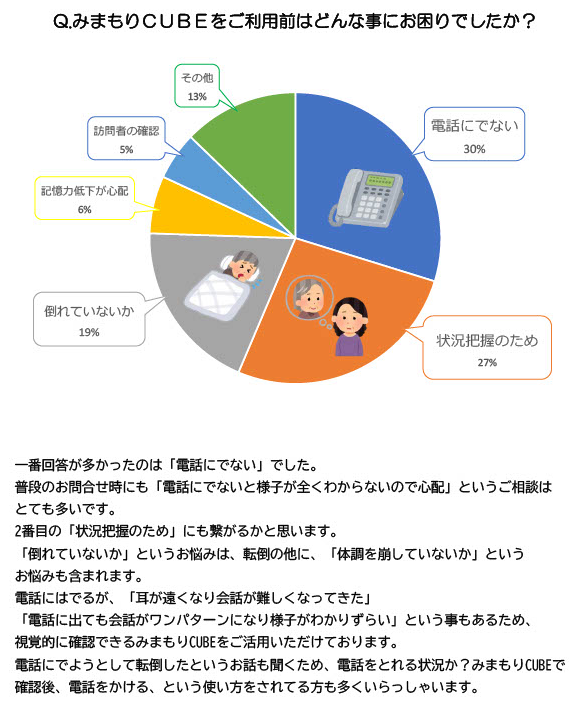 Q.みまもりＣＵＢＥをご利用前はどんな事にお困りでしたか？
その他
13%
訪問者の確認
5%
記憶力低下が心配
6%
倒れていないか
19%
電話にでない
30%
状況把握のため
27%
一番回答が多かったのは「電話にでない」でした。
普段のお問合せ時にも「電話にでないと様子が全くわからないので心配」というご相談は
とても多いです。
2番目の「状況把握のため」にも繋がるかと思います。
「倒れていないか」というお悩みは、転倒の他に、「体調を崩していないか」という
お悩みも含まれます。
電話にはでるが、「耳が遠くなり会話が難しくなってきた」
「電話に出ても会話がワンパターンになり様子がわかりずらい」という事もあるため、
視覚的に確認できるみまもりCUBEをご活用いただけております。
電話にでようとして転倒したというお話も聞くため、電話をとれる状況か？みまもりCUBEで
確認後、電話をかける、という使い方をされてる方も多くいらっしゃいます。